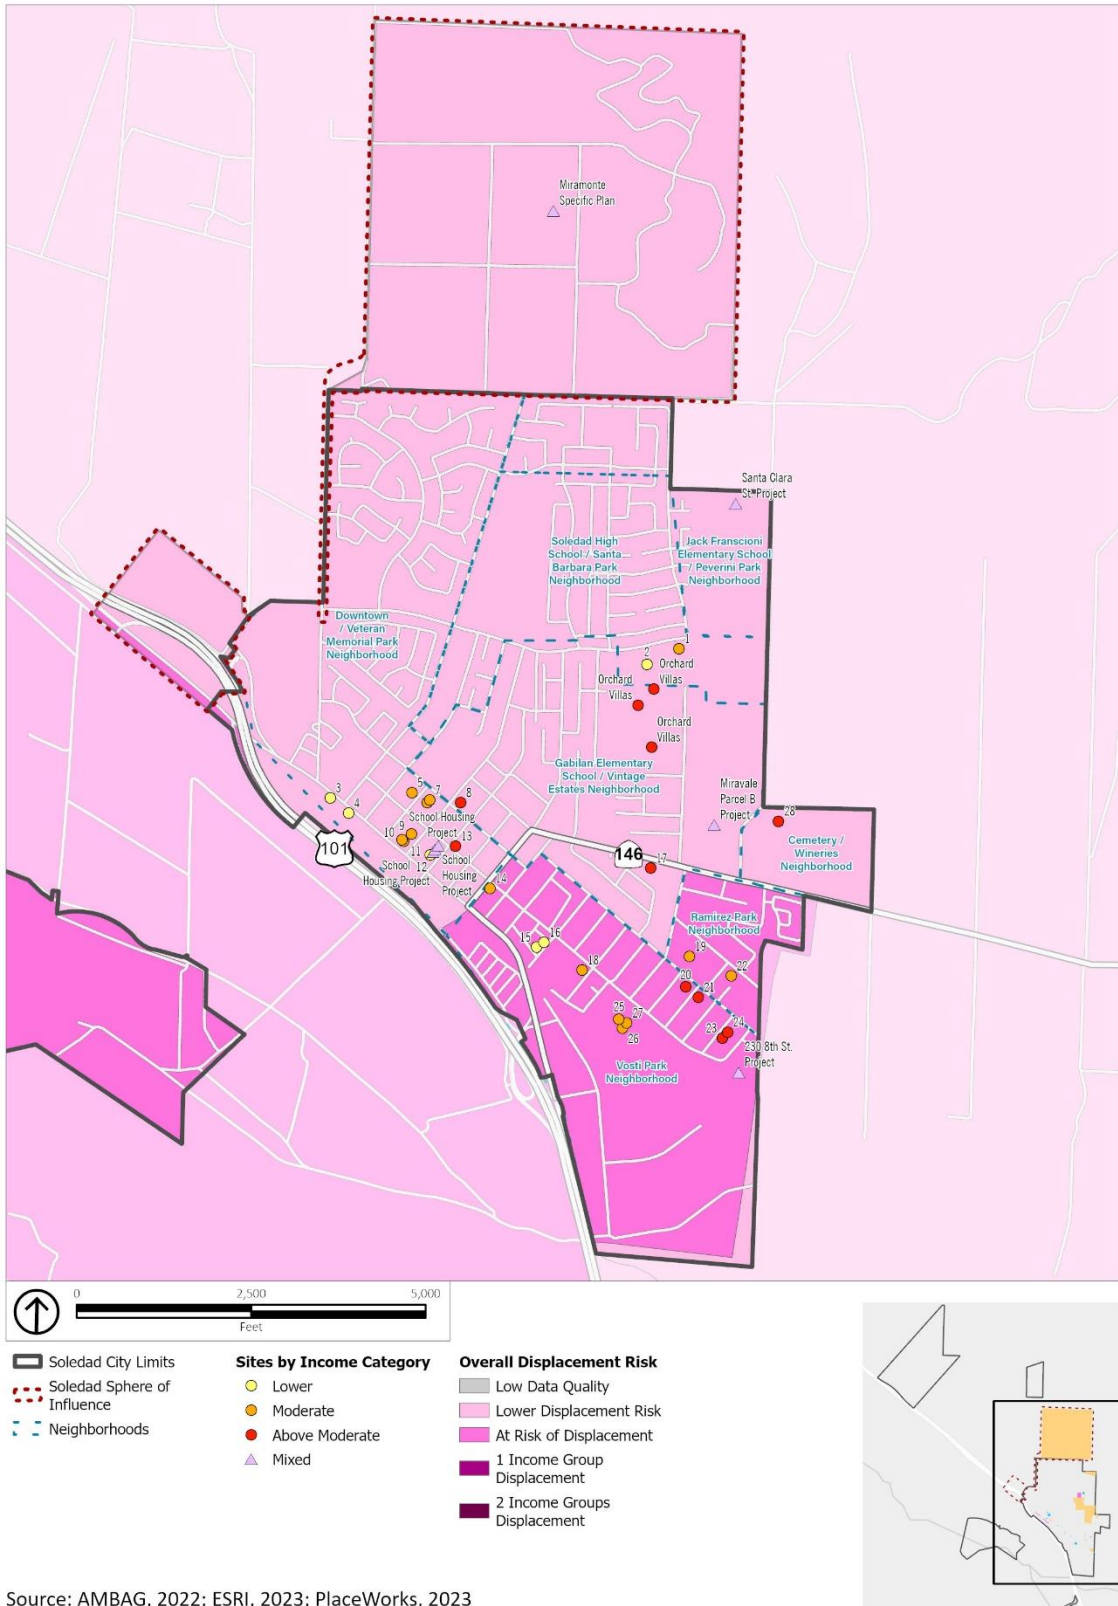 Miramonte
Specific Plan
Santa Clara
St. Project
Soledad High
School / Santa
Barbara Park
Neighborhood
Jack Franscioni
Elementary School
/ Peverini Park
Neighborhood
Downtown
/ Veteran
Memorial Park
Neighborhood
1
2
Orchard
Villas
Orchard
Villas
Orchard
Villas
Gabilan Elementary
School / Vintage
Estates Neighborhood
3
4
5
7
8
School Housing
Project
9
10
13
11
12
School
Housing Project
School
Housing
Project
101
Miravale
Parcel B
Project
28
Cemetery /
Wineries
Neighborhood
146
17
14
Ramirez Park
Neighborhood
15
16
18
19
22
20
21
25
27
26
23
24
230 8th St.
Project
Vosti Park
Neighborhood
0 2,500 5,000
Feet
Soledad City Limits
Soledad Sphere of
Influence
Neighborhoods
Sites by Income Category
Lower
Moderate
Above Moderate
Mixed
Overall Displacement Risk
Low Data Quality
Lower Displacement Risk
At Risk of Displacement
1 Income Group
Displacement
2 Income Groups
Displacement
Source: AMBAG, 2022; ESRI, 2023; PlaceWorks, 2023